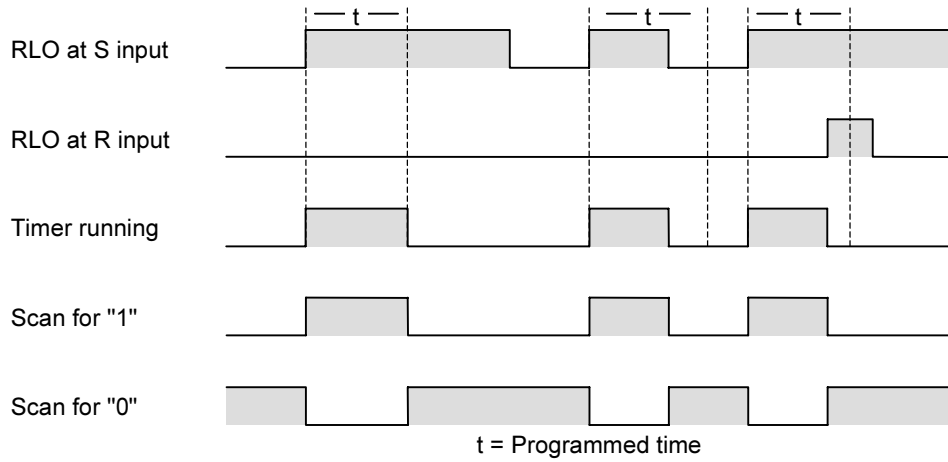 t t t
RLO at S input
RLO at R input
Timer running
Scan for "1"
Scan for "0"
t = Programmed time